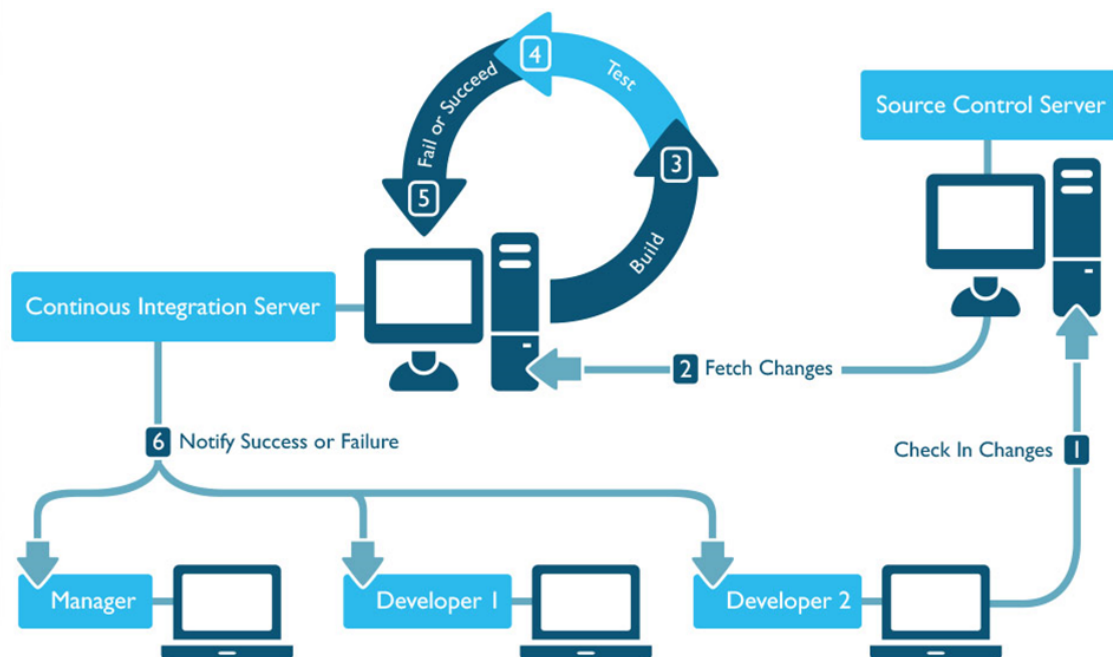 4
Test
Fail or Succeed
Source Control Server
3
5
Build
Continous Integration Server
2 Fetch Changes
6 Notify Success or Failure
Check In Changes 1
Manager
Developer 1
Developer 2